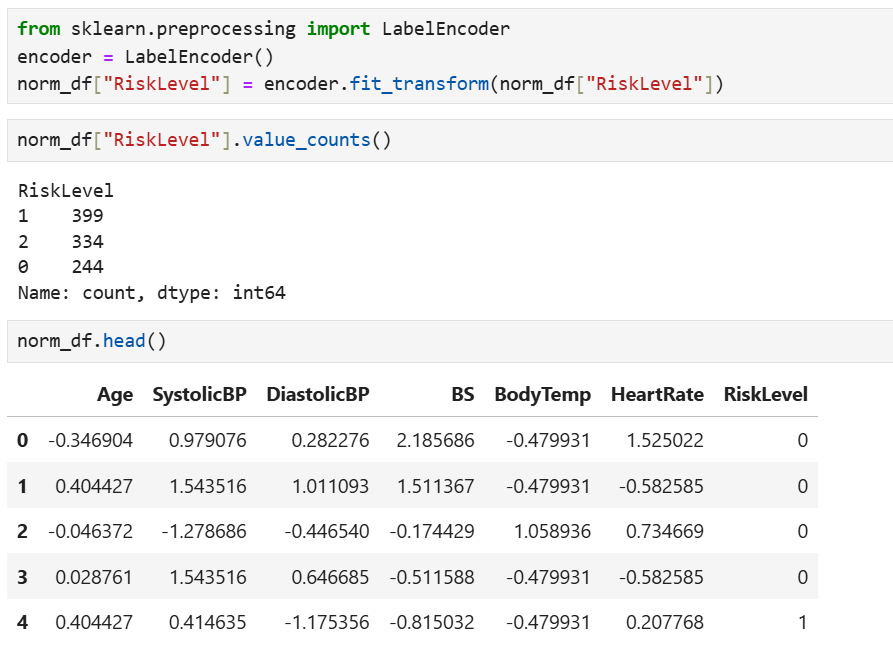 from sklearn.preprocessing import LabelEncoder
encoder = LabelEncoder()
norm_df["RiskLevel"] = encoder.fit_transform(norm_df["RiskLevel"])
norm_df["RiskLevel"].value_counts()
RiskLevel
1    399
2    334
0    244
Name: count, dtype: int64
norm_df.head()
Age SystolicBP DiastolicBP BS BodyTemp HeartRate RiskLevel
0 -0.346904 0.979076 0.282276 2.185686 -0.479931 1.525022 0
1 0.404427 1.543516 1.011093 1.511367 -0.479931 -0.582585 0
2 -0.046372 -1.278686 -0.446540 -0.174429 1.058936 0.734669 0
3 0.028761 1.543516 0.646685 -0.511588 -0.479931 -0.582585 0
4 0.404427 0.414635 -1.175356 -0.815032 -0.479931 0.207768 1